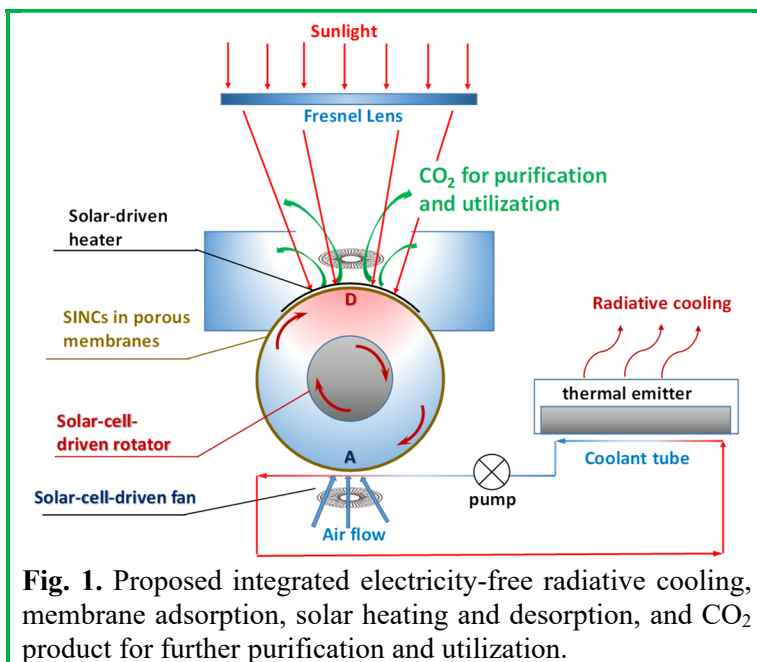 Sunlight
Fresnel Lens
CO2 for purification
and utilization
Solar-driven
heater
D
SINCs in porous
membranes
Radiative cooling
thermal emitter
Solar-cell-
driven rotator
A
Coolant tube
Solar-cell-driven fan
pump
Air flow
Fig. 1. Proposed integrated electricity-free radiative cooling,
membrane adsorption, solar heating and desorption, and CO2
product for further purification and utilization.